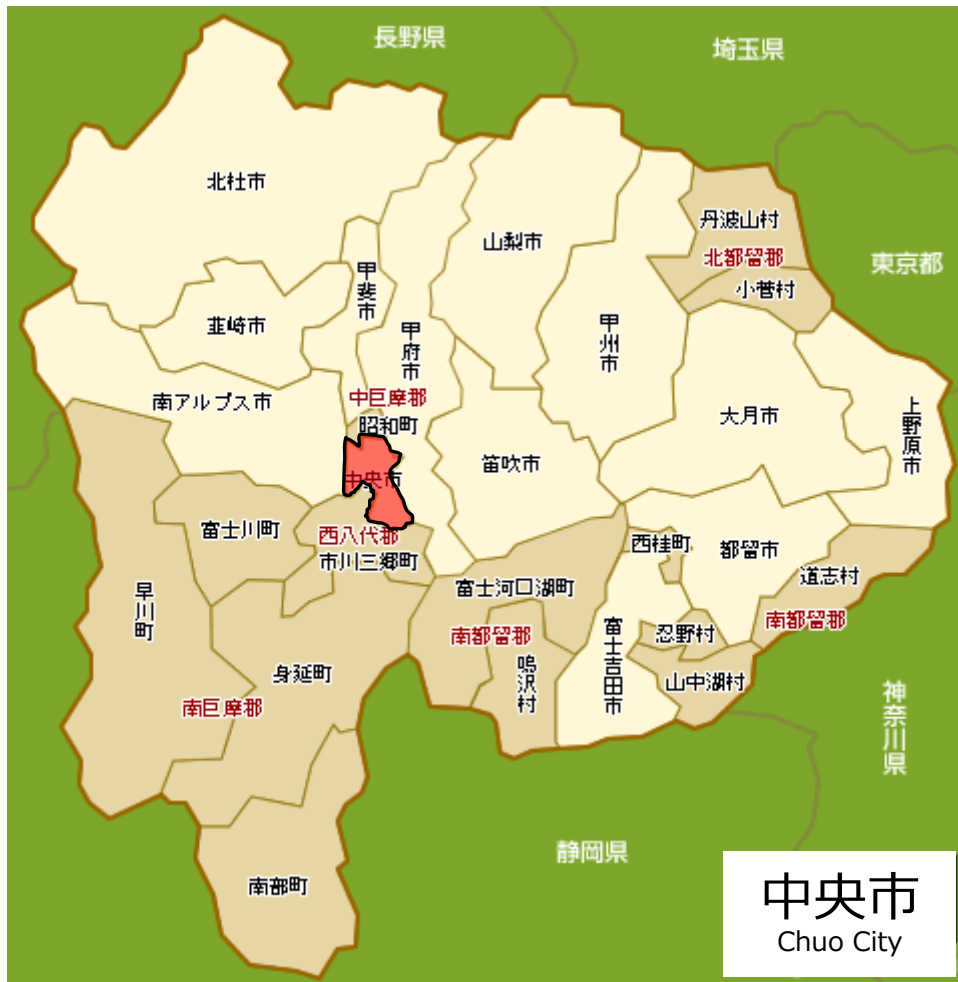 長野県
埼玉県
北杜市
丹波山村
山梨市
北都留郡
東京都
甲斐市
小菅村
韮崎市
甲府市
甲州市
中巨摩郡
南アルプス市
昭和町
大月市
上野原市
笛吹市
中央市
富士川町
西八代郡
市川三郷町
西桂町
都留市
道志村
富士河口湖町
早川町
南都留郡
忍野村
南都留郡
富士吉田市
鳴沢村
身延町
山中湖村
南巨摩郡
神奈川県
静岡県
南部町
中央市
Chuo City